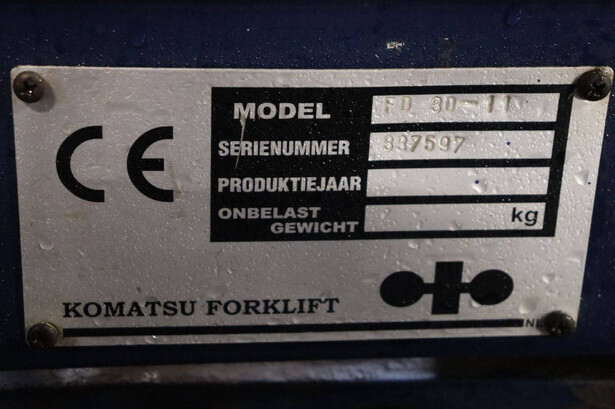 CE
MODEL FD 30-11
SERIENUMMER 337597
PRODUKTIEJAAR
ONBELAST
GEWICHT kg
KOMATSU FORKLIFT